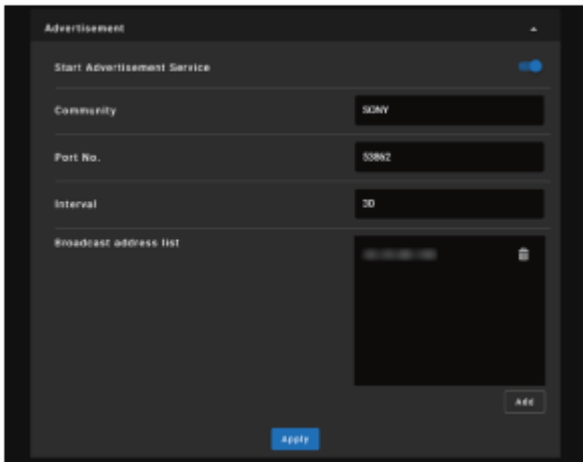 Advertisement
Start Advertisement Service
Community
SONY
Port No.
53862
Interval
30
Broadcast address list
Add
Apply